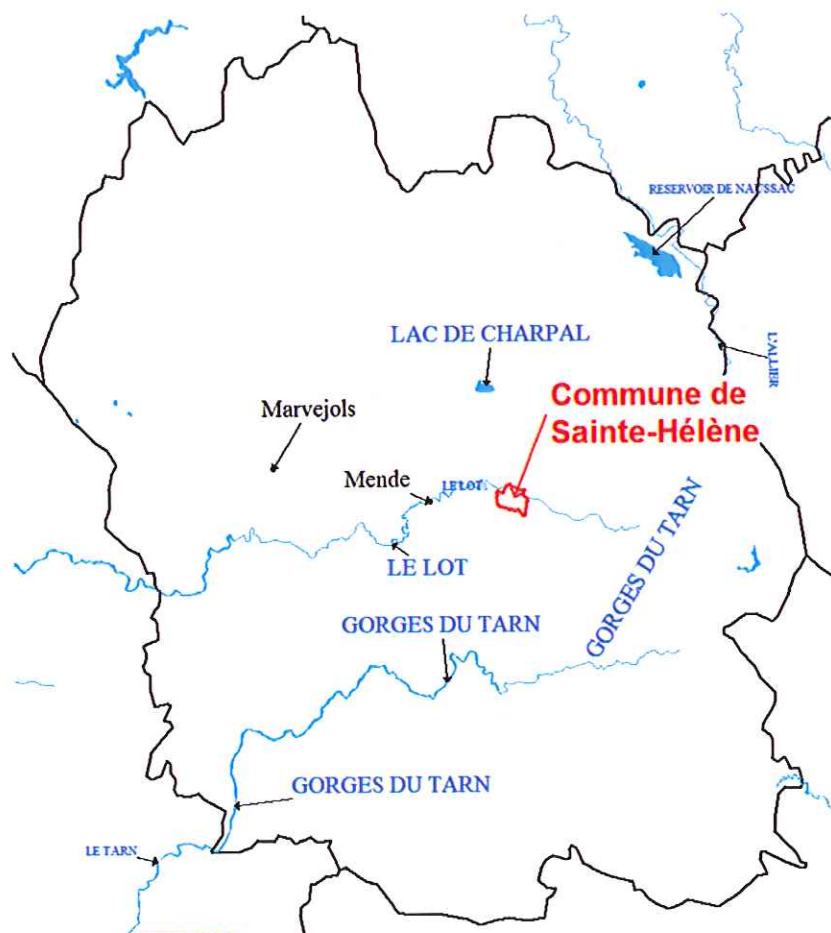 RESERVOIR DE NAUSSAC
LAC DE CHARPAL
L'ALLIER
Commune de
Sainte-Hélène
Marvejols
Mende
LE LOT
LE LOT
GORGES DU TARN
GORGES DU TARN
GORGES DU TARN
LE TARN